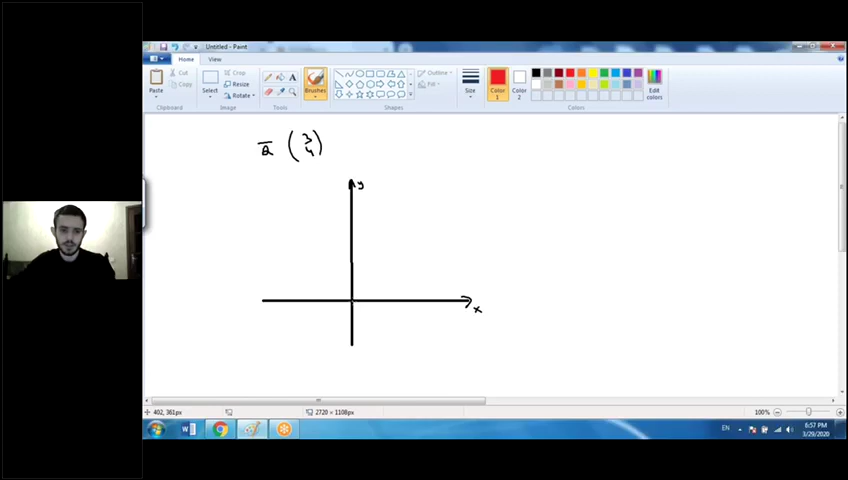 Untitled - Paint
Home View
Paste
Cut
Copy
Clipboard
Select
Crop
Resize
Rotate
Image
A
Tools
Brushes
Shapes
Outline
Fill
Size
Color 1
Color 2
Edit colors
Colors
a̅ (3
4)
y
x
402, 361px
2720 × 1108px
100%
W
EN
6:57 PM
3/29/2020